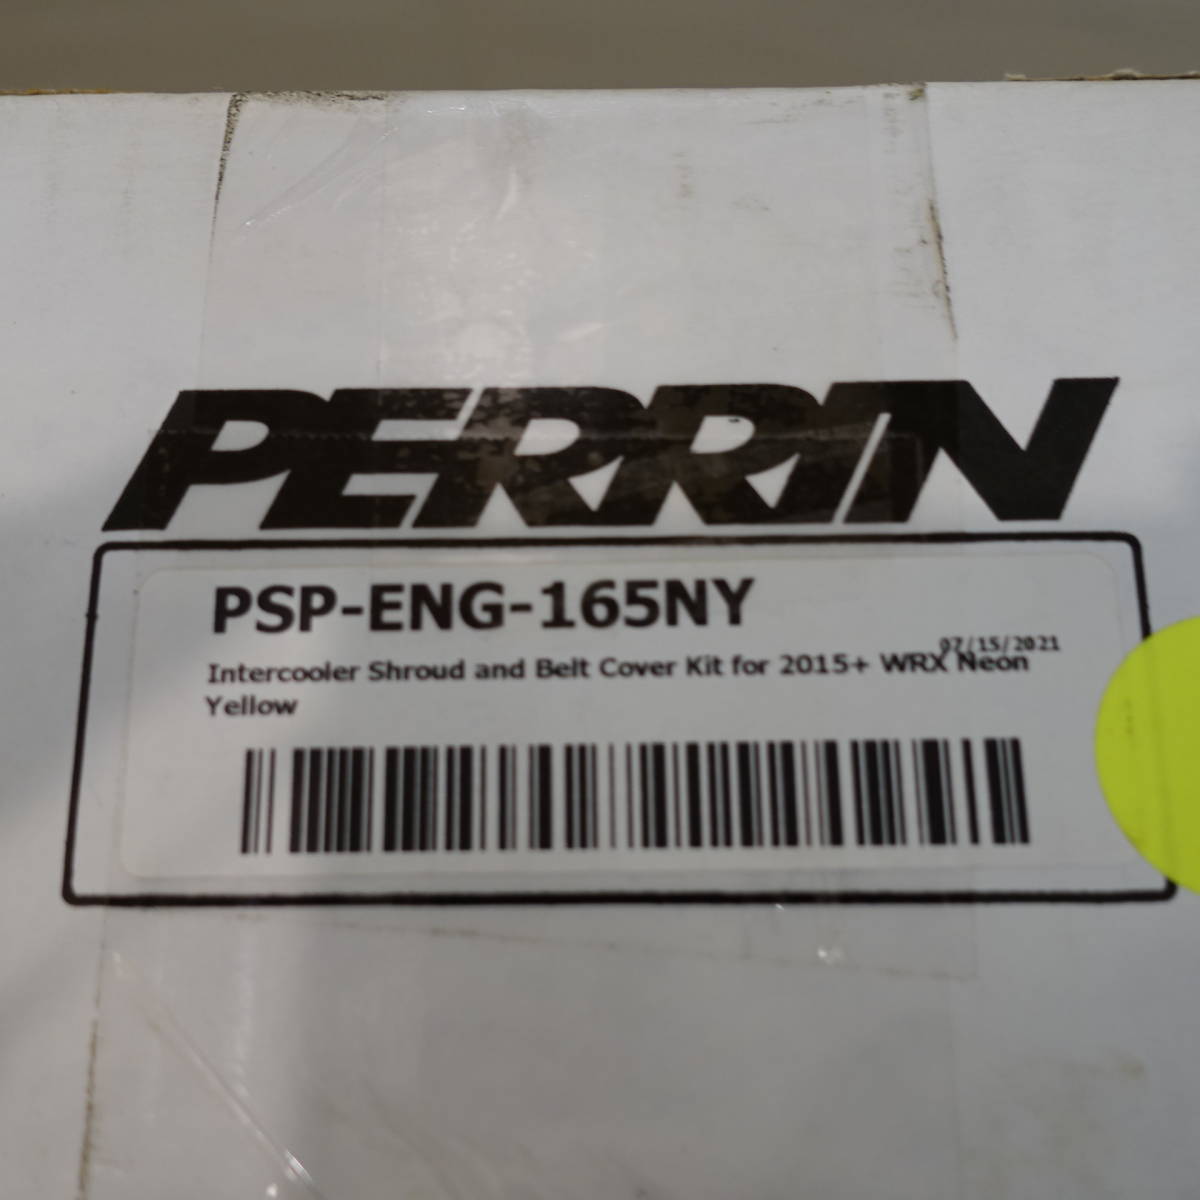 PERRIN
PSP-ENG-165NY
07/15/2021
Intercooler Shroud and Belt Cover Kit for 2015+ WRX Neon
Yellow